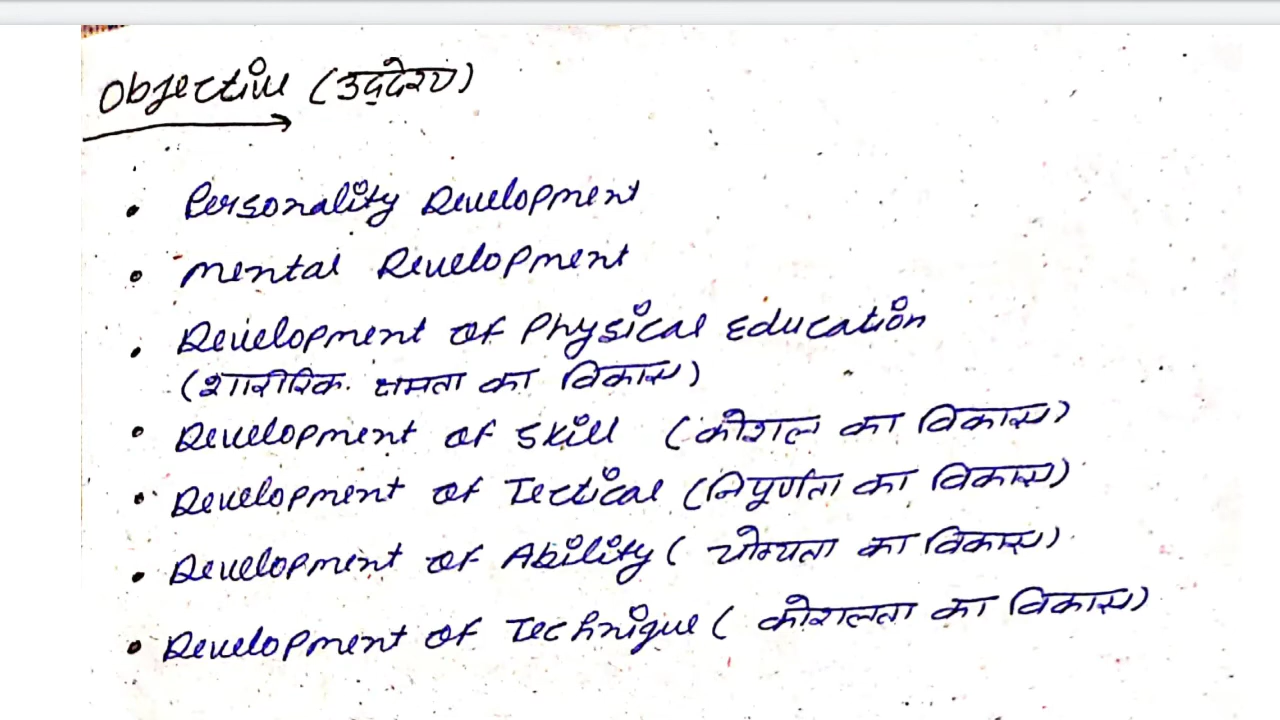 Objective (उद्देश्य)
• Personality Development
• Mental Development
• Development of Physical Education
(शारीरिक क्षमता का विकास)
• Development of Skill (कौशल का विकास)
• Development of Tectical (निपूर्णता का विकास)
• Development of Ability ( योग्यता का विकास)
• Development of Technique ( कौशलता का विकास)